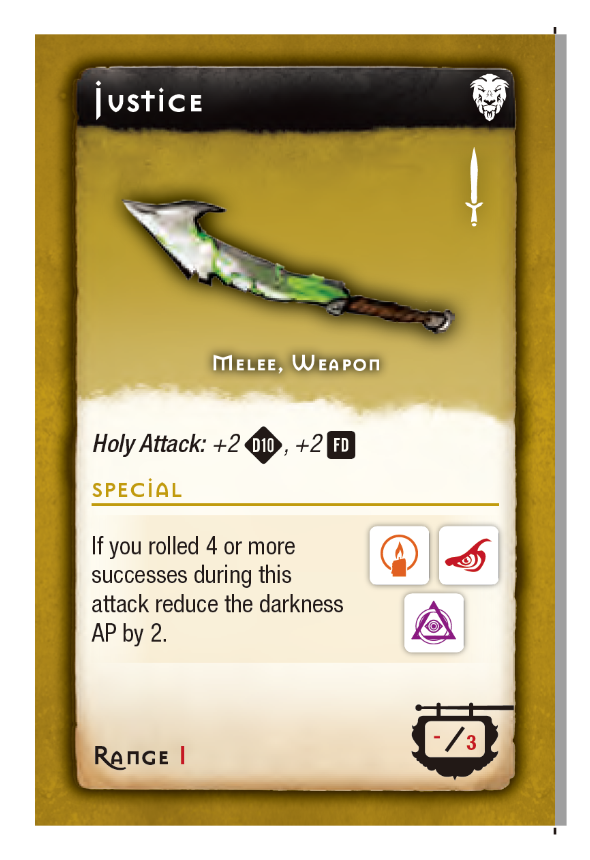 Justice
Melee, Weapon
Holy Attack: +2 D10, +2 FD
SPECIAL
If you rolled 4 or more
successes during this
attack reduce the darkness
AP by 2.
Range 1
-/3